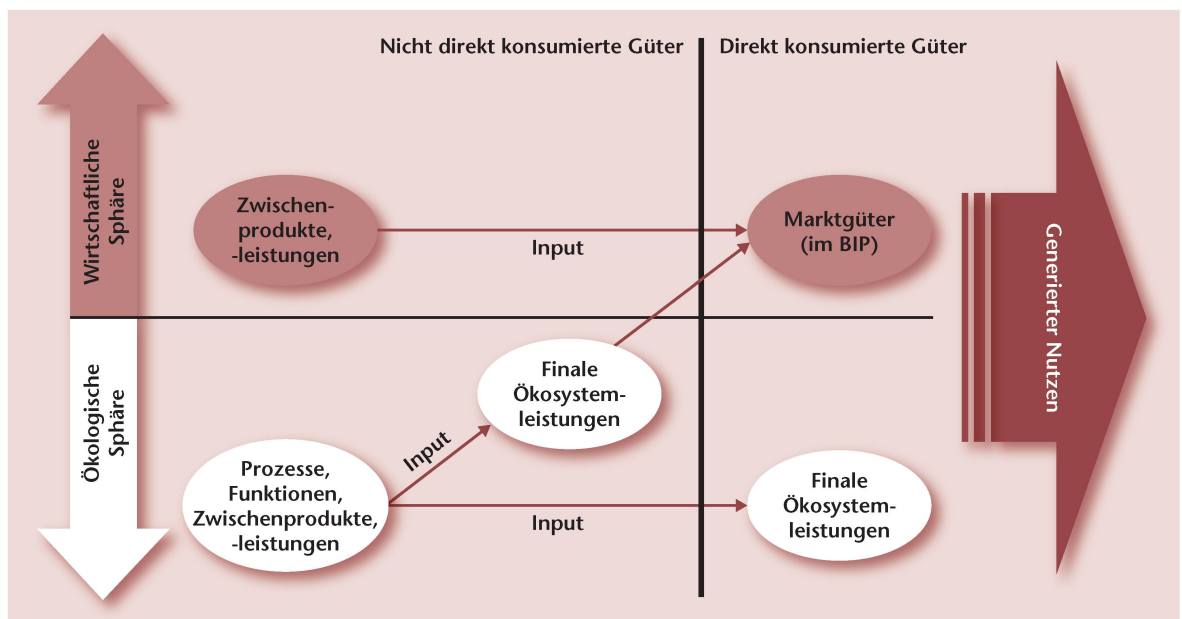 Nicht direkt konsumierte Güter
Direkt konsumierte Güter
Wirtschaftliche
Sphäre
Zwischen-
produkte,
-leistungen
Input
Marktgüter
(im BIP)
Generierter Nutzen
Ökologische
Sphäre
Finale
Ökosystem-
leistungen
Input
Prozesse,
Funktionen,
Zwischenprodukte,
-leistungen
Input
Finale
Ökosystem-
leistungen